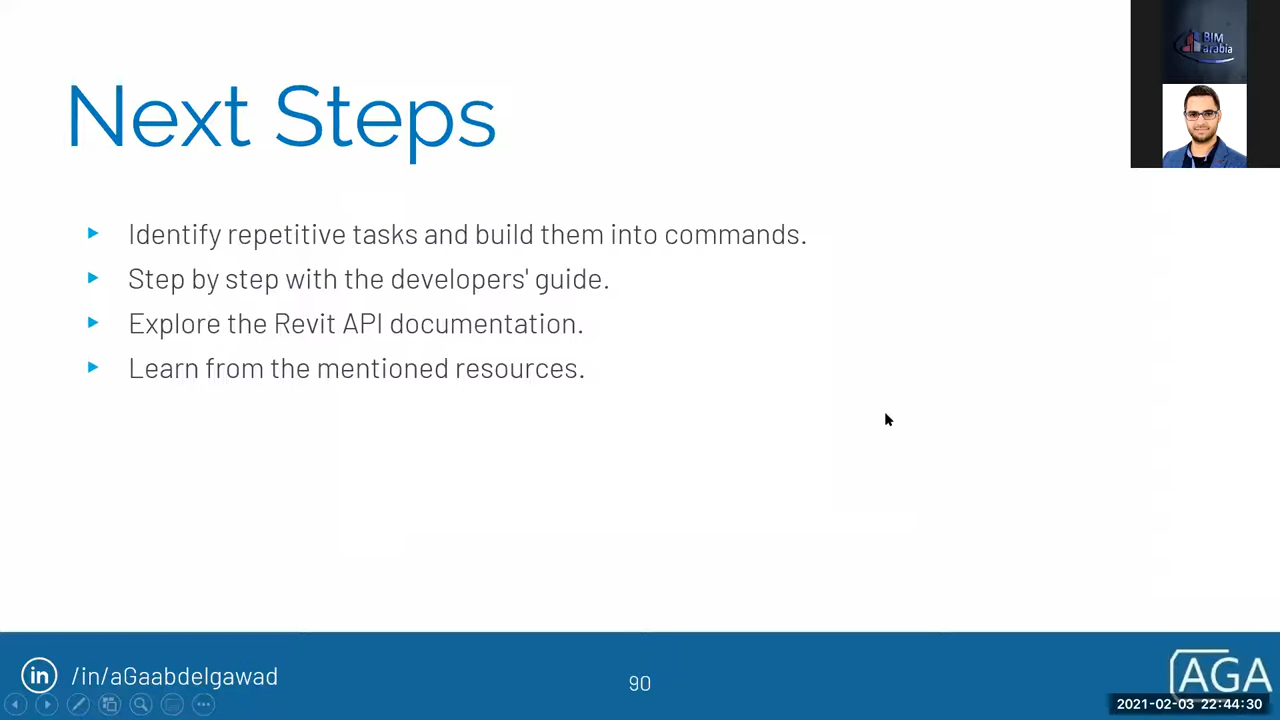 BIM
arabia
Next Steps
Identify repetitive tasks and build them into commands.
Step by step with the developers' guide.
Explore the Revit API documentation.
Learn from the mentioned resources.
in /in/aGaabdelgawad
90
AGA
2021-02-03 22:44:30